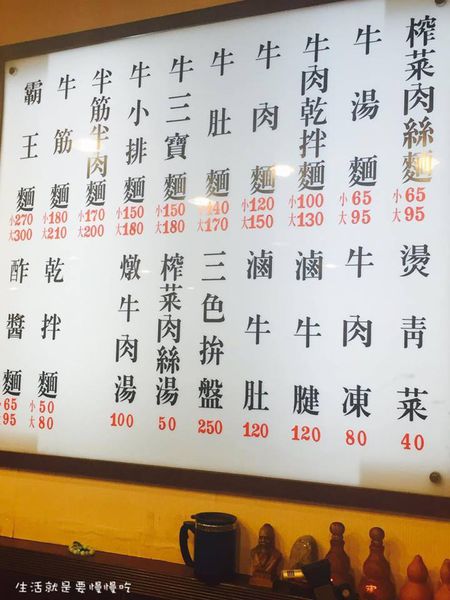 榨菜肉絲麵 小65 大95
牛湯麵 小65 大95
牛肉乾拌麵 小100 大130
牛肉麵 小120 大150
牛肚麵 小140 大170
牛三寶麵 小150 大180
牛小排麵 小150 大180
半筋半肉麵 小170 大200
牛筋麵 小180 大210
霸王麵 小270 大300
燙青菜 40
牛肉凍 80
滷牛腱 120
滷牛肚 120
三色拚盤 250
榨菜肉絲湯 50
燉牛肉湯 100
乾拌麵 小50 大80
酢醬麵 小65 大95
生活就是要慢慢吃